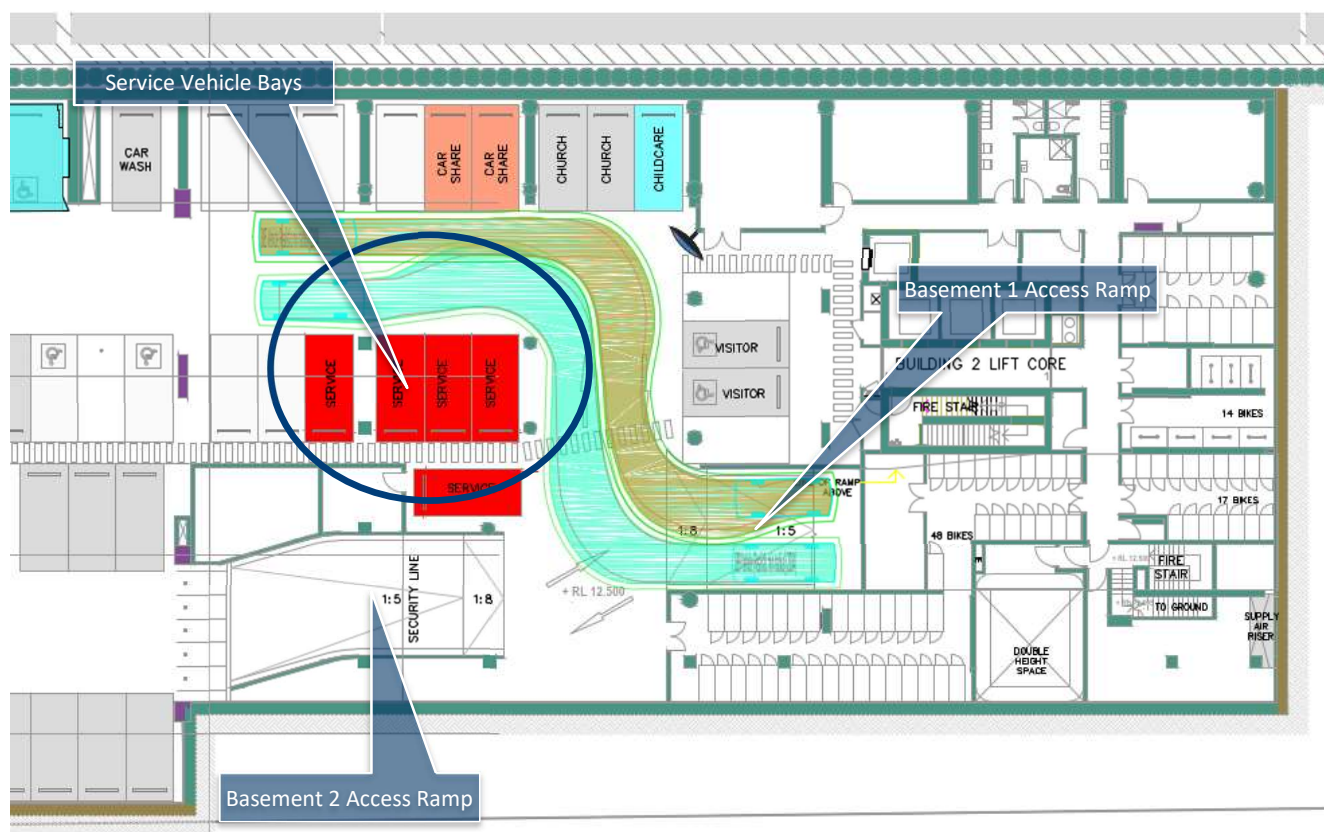 Service Vehicle Bays
CAR
WASH
CAR
SHARE
CAR
SHARE
CHURCH
CHURCH
CHILDCARE
Basement 1 Access Ramp
VISITOR
VISITOR
BUILDING 2 LIFT CORE
FIRE STAIR
14 BIKES
SERVICE
SERVICE
SERVICE
SERVICE
SERVICE
RAMP
ABOVE
17 BIKES
48 BIKES
1:8
1:5
+ RL 12.500
+ RL 12.500
FIRE
STAIR
TO GROUND
1:5
SECURITY LINE
1:8
SUPPLY
AIR
RISER
DOUBLE
HEIGHT
SPACE
Basement 2 Access Ramp